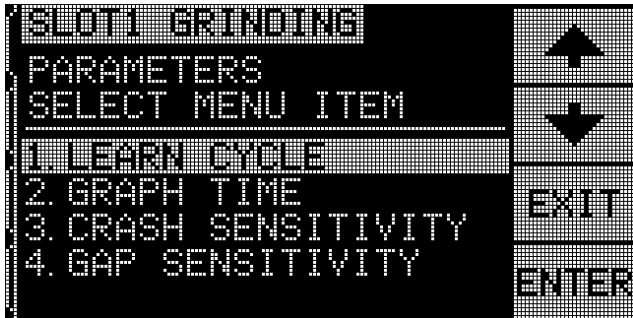 SLOT1 GRINDING
PARAMETERS
SELECT MENU ITEM
1. LEARN CYCLE
2. GRAPH TIME
3. CRASH SENSITIVITY
4. GAP SENSITIVITY
EXIT
ENTER